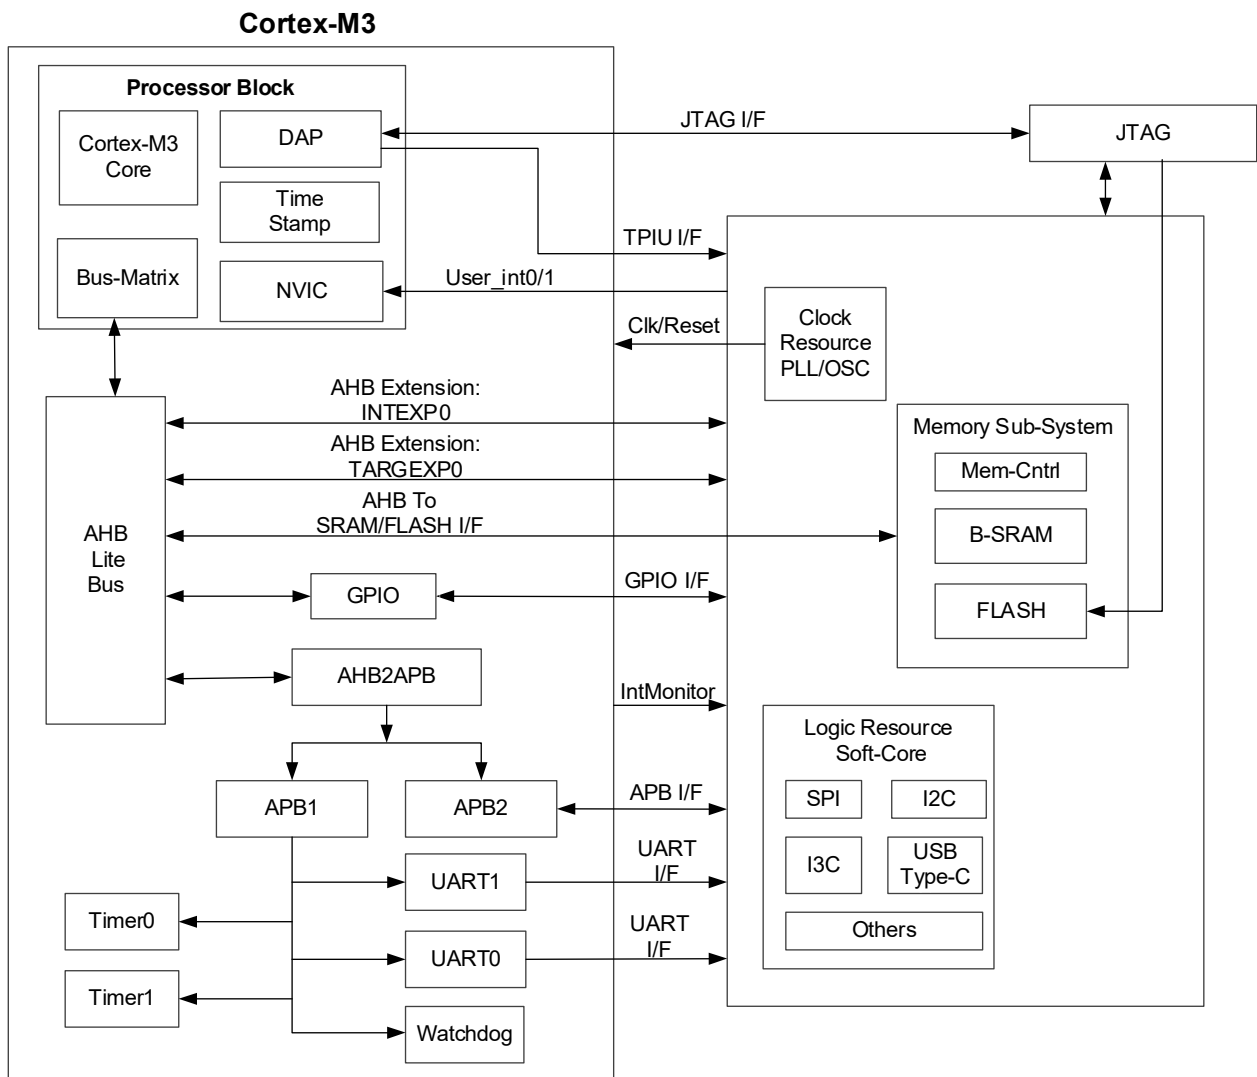 Cortex-M3
Processor Block
Cortex-M3
Core
DAP
Time
Stamp
Bus-Matrix
NVIC
JTAG I/F
JTAG
TPIU I/F
User_int0/1
Clk/Reset
Clock
Resource
PLL/OSC
AHB Extension:
INTEXP0
AHB Extension:
TARGEXP0
AHB To
SRAM/FLASH I/F
AHB
Lite
Bus
GPIO
GPIO I/F
Memory Sub-System
Mem-Cntrl
B-SRAM
FLASH
AHB2APB
IntMonitor
APB1
APB2
APB I/F
UART1
UART
I/F
UART0
UART
I/F
Timer0
Timer1
Watchdog
Logic Resource
Soft-Core
SPI
I2C
I3C
USB
Type-C
Others